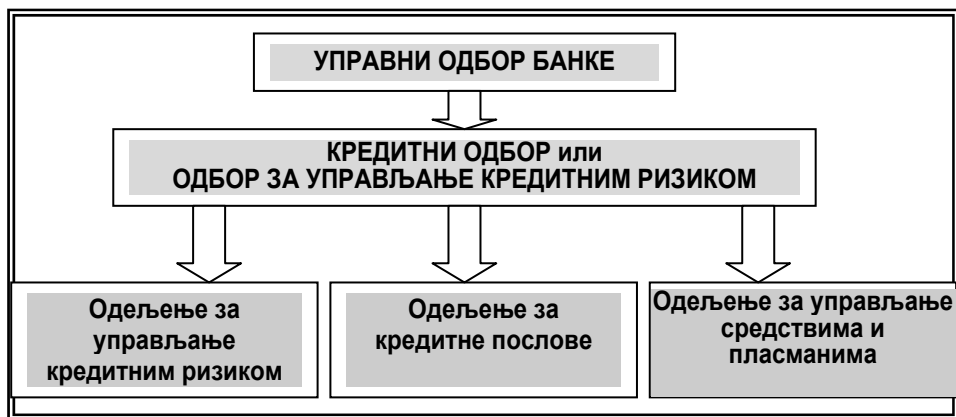 УПРАВНИ ОДБОР БАНКЕ
КРЕДИТНИ ОДБОР или
ОДБОР ЗА УПРАВЉАЊЕ КРЕДИТНИМ РИЗИКОМ
Одељење за
управљање
кредитним ризиком
Одељење за
кредитне послове
Одељење за управљање
средствима и
пласманима